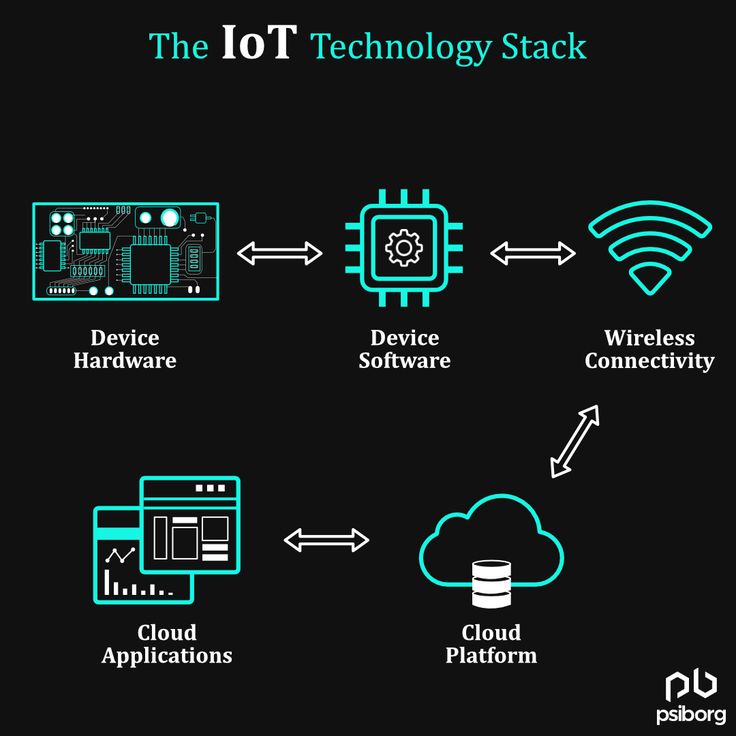 The IoT Technology Stack
Device
Hardware
Device
Software
Wireless
Connectivity
Cloud
Applications
Cloud
Platform
pb
psiborg